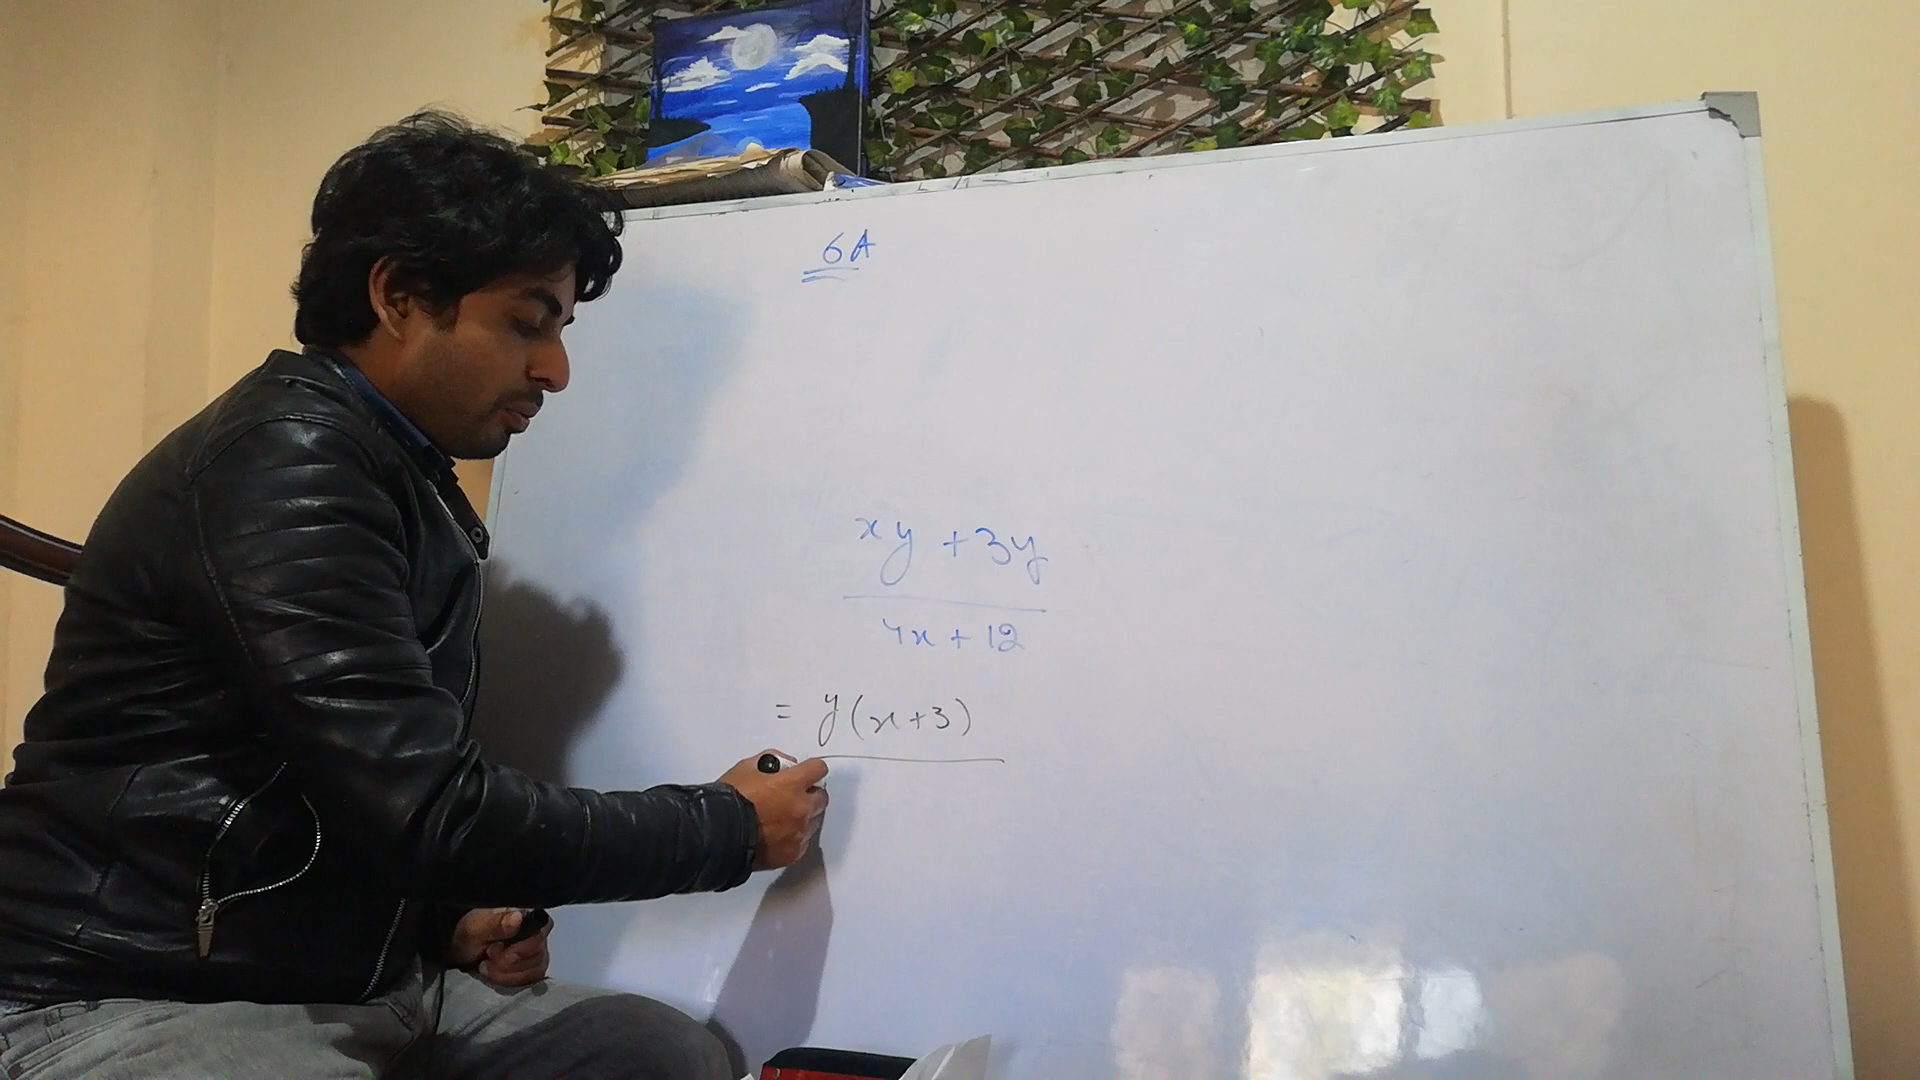 6A
xy + 3y
4x + 12
= y(x+3)